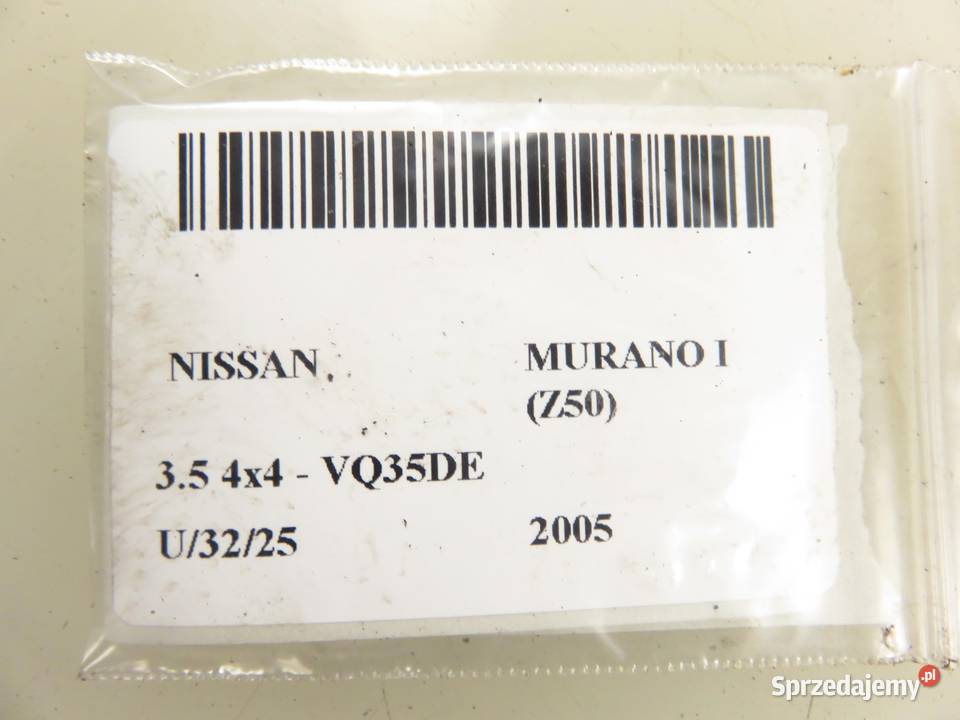 NISSAN MURANO I
(Z50)
3.5 4x4 - VQ35DE
U/32/25 2005
Sprzedajemy.pl